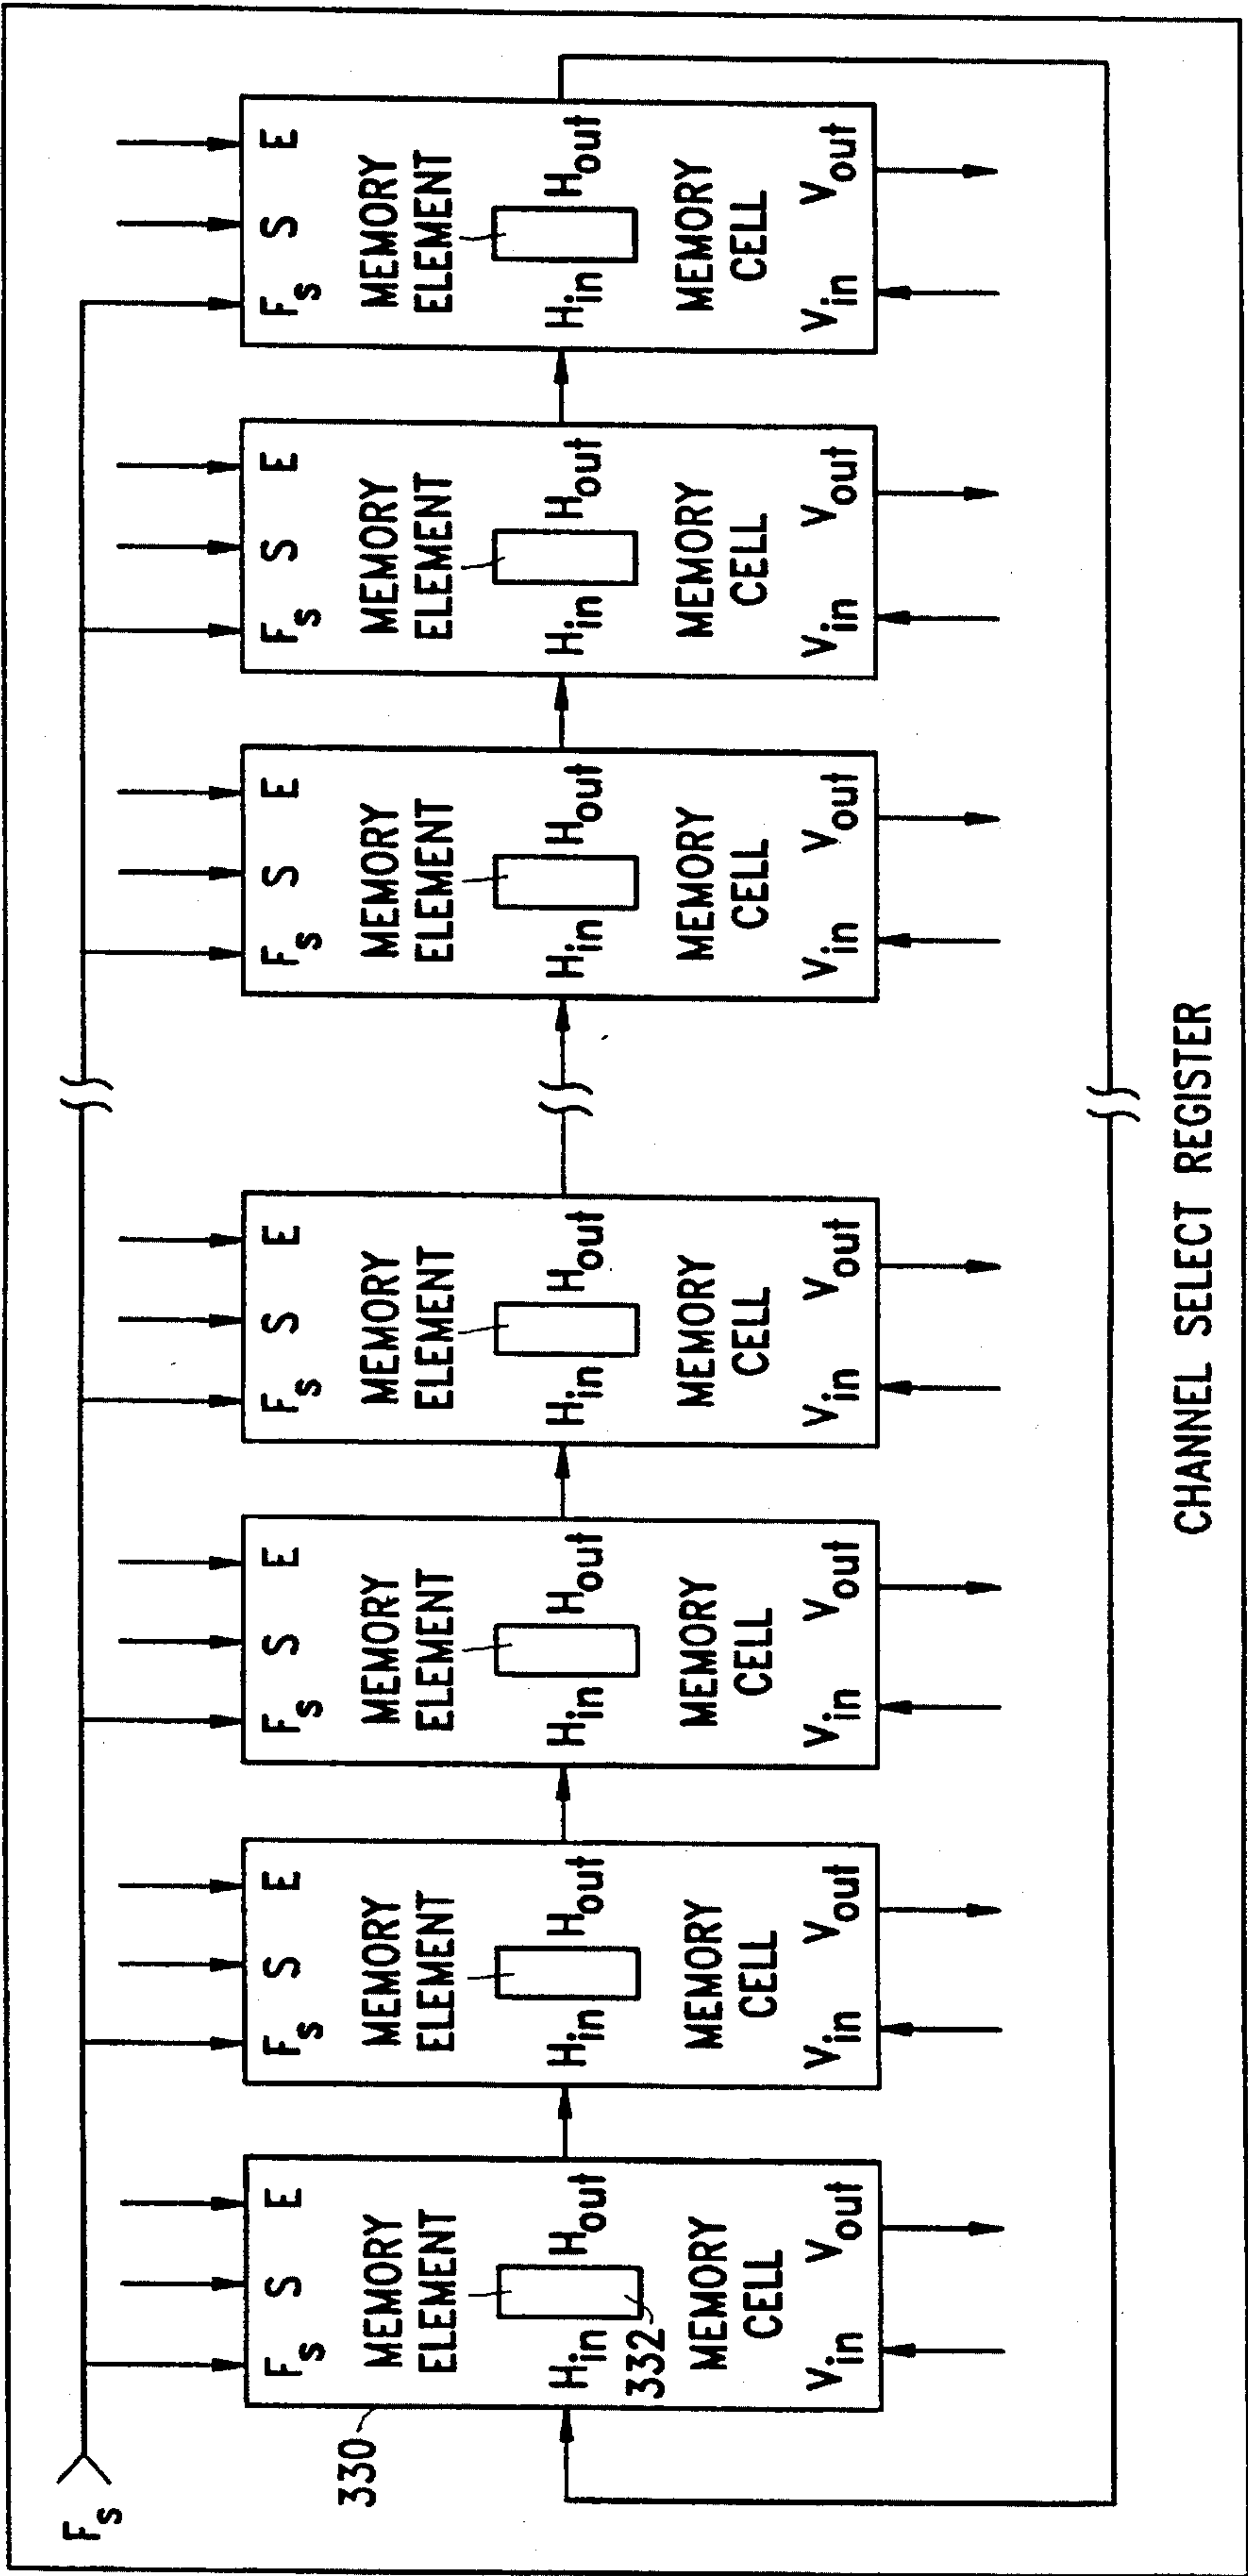 Fs
330
Fs S E
MEMORY
ELEMENT
Hin Hout
332
MEMORY
CELL
Vin Vout
Fs S E
MEMORY
ELEMENT
Hin Hout
MEMORY
CELL
Vin Vout
Fs S E
MEMORY
ELEMENT
Hin Hout
MEMORY
CELL
Vin Vout
Fs S E
MEMORY
ELEMENT
Hin Hout
MEMORY
CELL
Vin Vout
Fs S E
MEMORY
ELEMENT
Hin Hout
MEMORY
CELL
Vin Vout
Fs S E
MEMORY
ELEMENT
Hin Hout
MEMORY
CELL
Vin Vout
Fs S E
MEMORY
ELEMENT
Hin Hout
MEMORY
CELL
Vin Vout
CHANNEL SELECT REGISTER